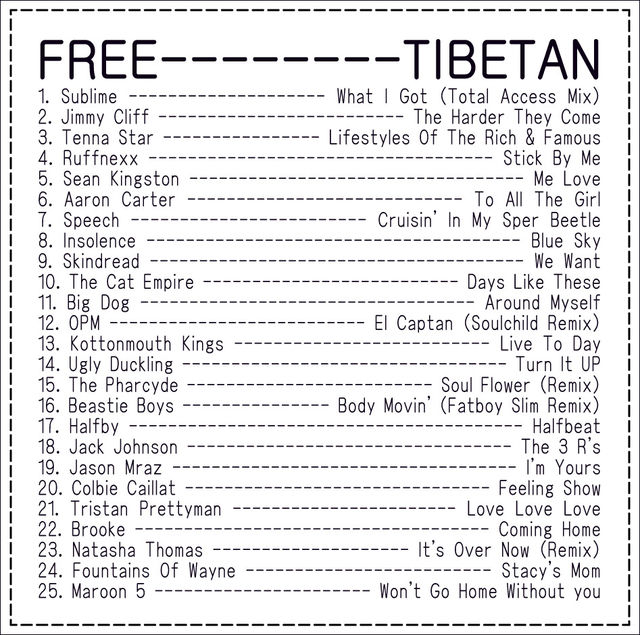 FREE--------TIBETAN
1. Sublime -------------------- What I Got (Total Access Mix)
2. Jimmy Cliff --------------------------- The Harder They Come
3. Tenna Star ---------------- Lifestyles Of The Rich & Famous
4. Ruffnexx ----------------------------------- Stick By Me
5. Sean Kingston ---------------------------------- Me Love
6. Aaron Carter ---------------------------- To All The Girl
7. Speech ------------------------ Cruisin' In My Sper Beetle
8. Insolence -------------------------------------- Blue Sky
9. Skindread -------------------------------------- We Want
10. The Cat Empire -------------------------- Days Like These
11. Big Dog ---------------------------------- Around Myself
12. OPM -------------------------- El Captan (Soulchild Remix)
13. Kottonmouth Kings -------------------------- Live To Day
14. Ugly Duckling -------------------------------- Turn It UP
15. The Pharcyde ------------------------- Soul Flower (Remix)
16. Beastie Boys --------------- Body Movin' (Fatboy Slim Remix)
17. Halfby ---------------------------------------- Halfbeat
18. Jack Johnson --------------------------------- The 3 R's
19. Jason Mraz ----------------------------------- I'm Yours
20. Colbie Caillat ------------------------------- Feeling Show
21. Tristan Prettyman ----------------------- Love Love Love
22. Brooke ------------------------------------ Coming Home
23. Natasha Thomas -------------------- It's Over Now (Remix)
24. Fountains Of Wayne ------------------------- Stacy's Mom
25. Maroon 5 ------------------------- Won't Go Home Without you